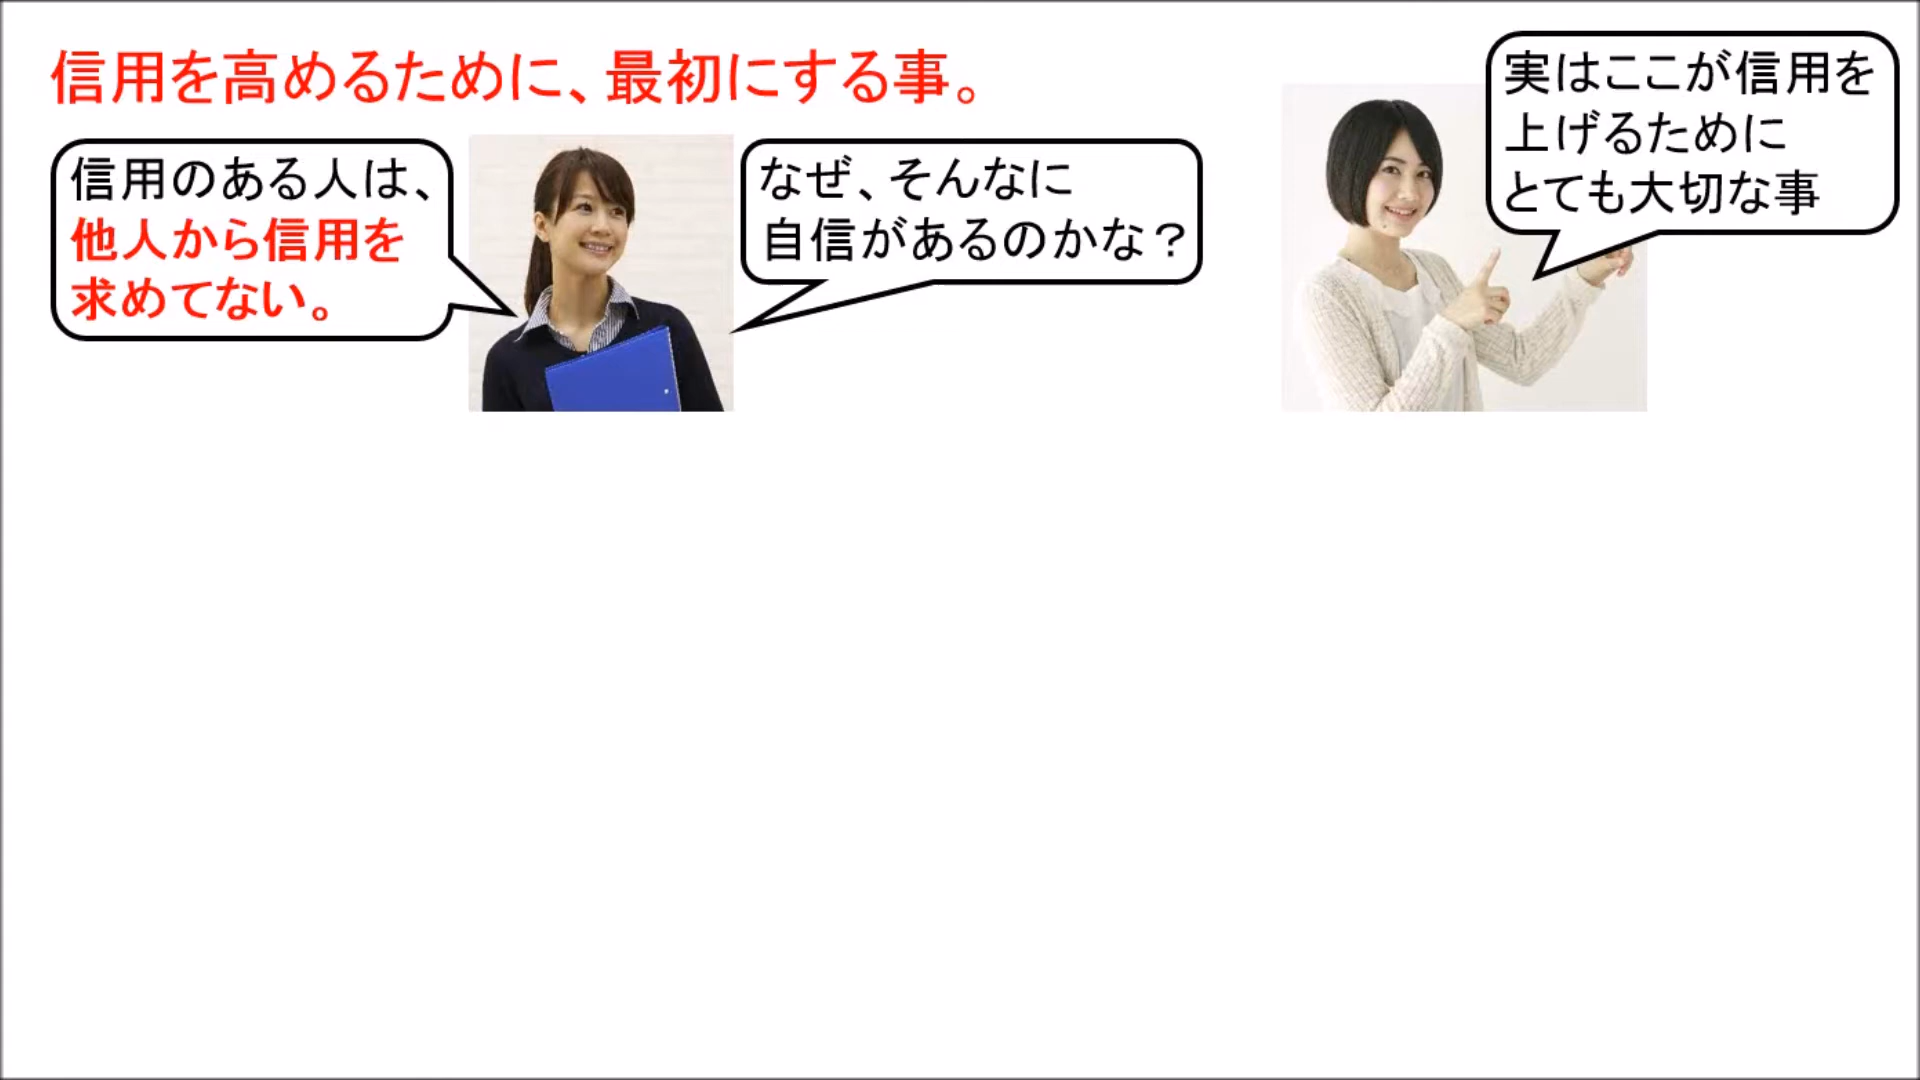 信用を高めるために、最初にする事。
信用のある人は、
他人から信用を
求めてない。
なぜ、そんなに
自信があるのかな？
実はここが信用を
上げるために
とても大切な事